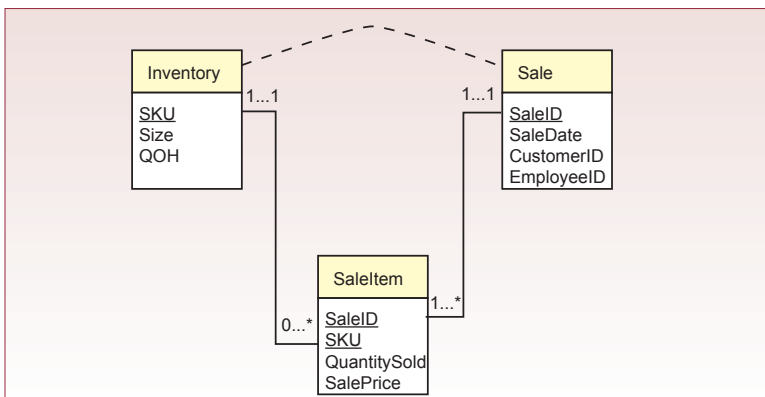 Inventory
SKU
Size
QOH
1...1
Sale
SaleID
SaleDate
CustomerID
EmployeeID
1...1
SaleItem
SaleID
SKU
QuantitySold
SalePrice
0...*
1...*